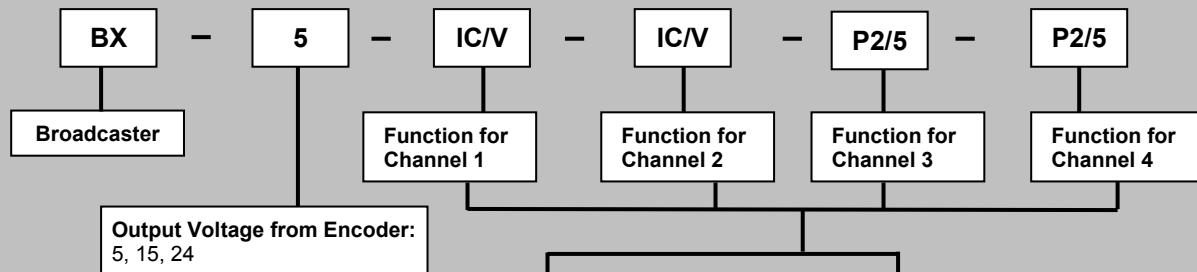 BX – 5 – IC/V – IC/V – P2/5 – P2/5
Broadcaster
Function for
Channel 1
Function for
Channel 2
Function for
Channel 3
Function for
Channel 4
Output Voltage from Encoder:
5, 15, 24